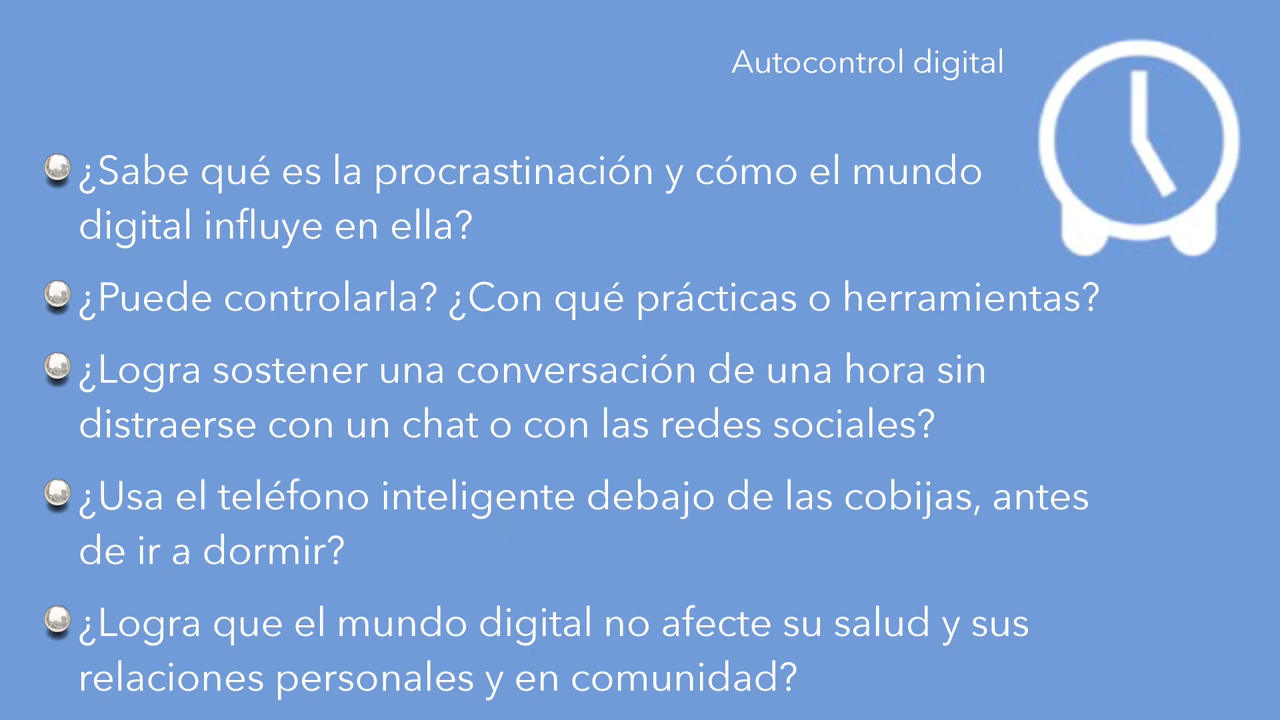 Autocontrol digital
¿Sabe qué es la procrastinación y cómo el mundo
digital influye en ella?
¿Puede controlarla? ¿Con qué prácticas o herramientas?
¿Logra sostener una conversación de una hora sin
distraerse con un chat o con las redes sociales?
¿Usa el teléfono inteligente debajo de las cobijas, antes
de ir a dormir?
¿Logra que el mundo digital no afecte su salud y sus
relaciones personales y en comunidad?